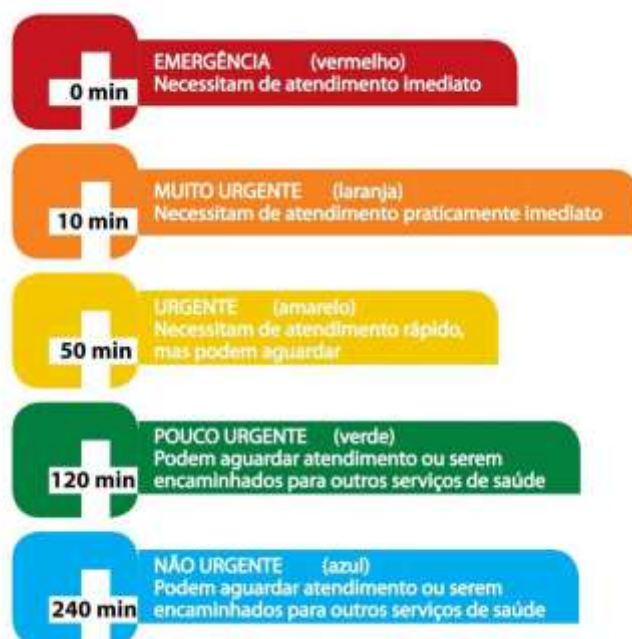 EMERGÊNCIA (vermelho)
Necessitam de atendimento imediato
0 min
MUITO URGENTE (laranja)
Necessitam de atendimento praticamente imediato
10 min
URGENTE (amarelo)
Necessitam de atendimento rápido,
mas podem aguardar
50 min
POUCO URGENTE (verde)
Podem aguardar atendimento ou serem
encaminhados para outros serviços de saúde
120 min
NÃO URGENTE (azul)
Podem aguardar atendimento ou serem
encaminhados para outros serviços de saúde
240 min